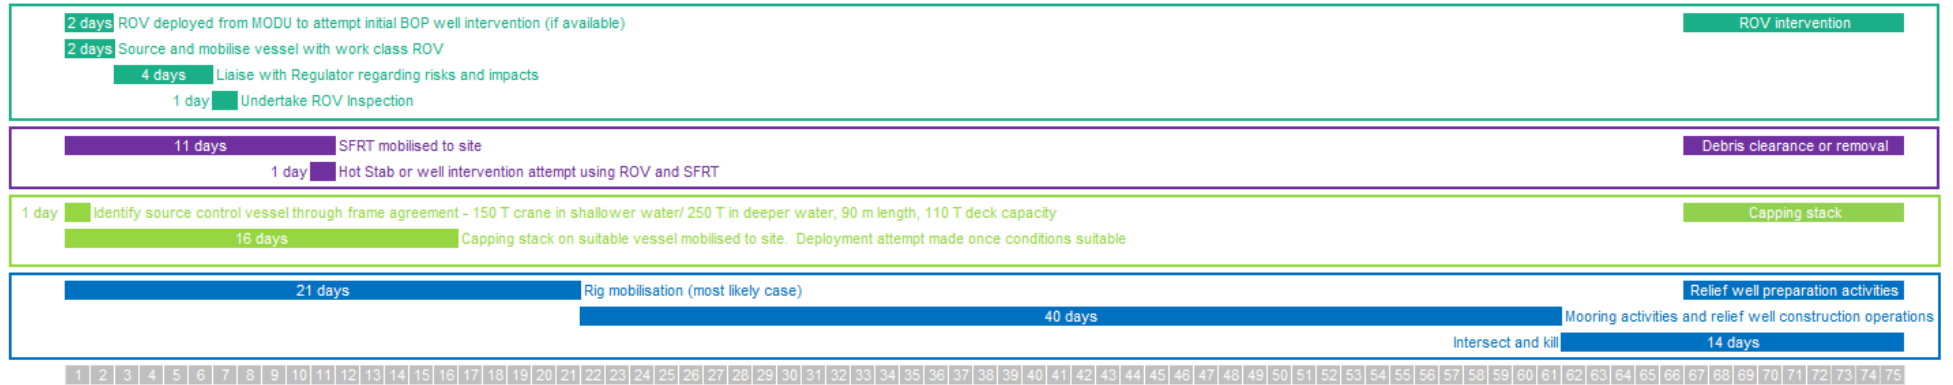 2 days ROV deployed from MODU to attempt initial BOP well intervention (if available) ROV intervention
2 days Source and mobilise vessel with work class ROV
4 days Liaise with Regulator regarding risks and impacts
1 day Undertake ROV Inspection
11 days SFRT mobilised to site Debris clearance or removal
1 day Hot Stab or well intervention attempt using ROV and SFRT
1 day Identify source control vessel through frame agreement - 150 T crane in shallower water/ 250 T in deeper water, 90 m length, 110 T deck capacity Capping stack
16 days Capping stack on suitable vessel mobilised to site. Deployment attempt made once conditions suitable
21 days Rig mobilisation (most likely case) Relief well preparation activities
40 days Mooring activities and relief well construction operations
Intersect and kill 14 days
1 2 3 4 5 6 7 8 9 10 11 12 13 14 15 16 17 18 19 20 21 22 23 24 25 26 27 28 29 30 31 32 33 34 35 36 37 38 39 40 41 42 43 44 45 46 47 48 49 50 51 52 53 54 55 56 57 58 59 60 61 62 63 64 65 66 67 68 69 70 71 72 73 74 75